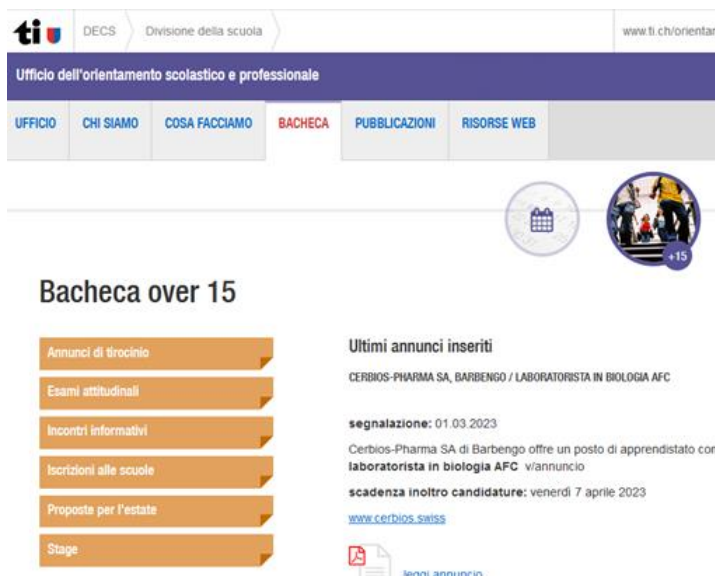 ti
DECS
Divisione della scuola
www.ti.ch/orientar
Ufficio dell'orientamento scolastico e professionale
UFFICIO
CHI SIAMO
COSA FACCIAMO
BACHECA
PUBBLICAZIONI
RISORSE WEB
+15
Bacheca over 15
Annunci di tirocinio
Esami attitudinali
Incontri informativi
Iscrizioni alle scuole
Proposte per l'estate
Stage
Ultimi annunci inseriti
CERBIOS-PHARMA SA, BARBENGO / LABORATORISTA IN BIOLOGIA AFC
segnalazione: 01.03.2023
Cerbios-Pharma SA di Barbengo offre un posto di apprendistato com
laboratorista in biologia AFC v/annuncio
scadenza inoltro candidature: venerdì 7 aprile 2023
www.cerbios.swiss
leggi annuncio